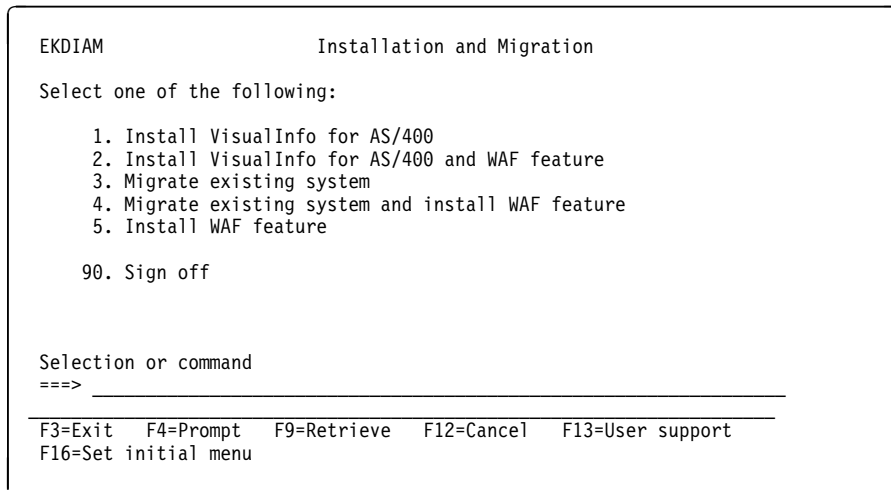 EKDIAM Installation and Migration
Select one of the following:
1. Install VisualInfo for AS/400
2. Install VisualInfo for AS/400 and WAF feature
3. Migrate existing system
4. Migrate existing system and install WAF feature
5. Install WAF feature
90. Sign off
Selection or command
===>
F3=Exit F4=Prompt F9=Retrieve F12=Cancel F13=User support
F16=Set initial menu